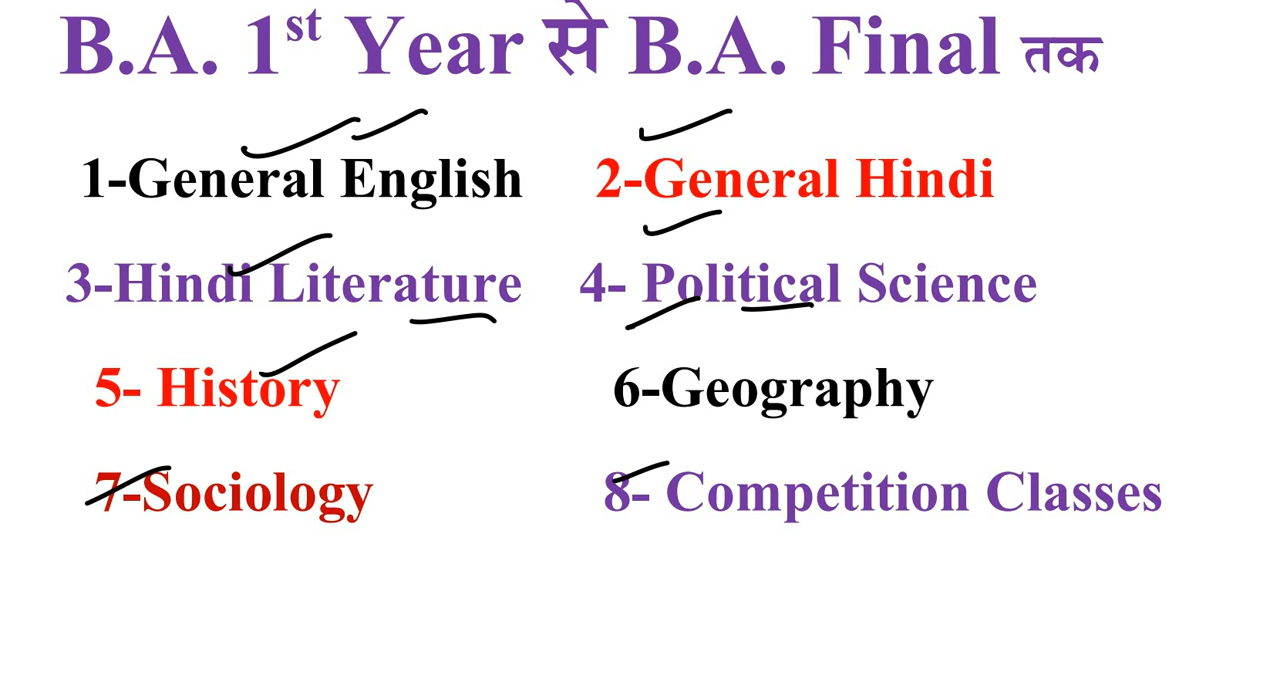 B.A. 1st Year से B.A. Final तक
1-General English 2-General Hindi
3-Hindi Literature 4- Political Science
5- History 6-Geography
7-Sociology 8- Competition Classes